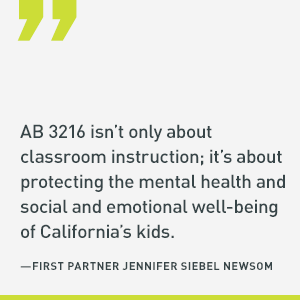 ”
AB 3216 isn’t only about
classroom instruction; it’s about
protecting the mental health and
social and emotional well-being
of California’s kids.
—FIRST PARTNER JENNIFER SIEBEL NEWSOM